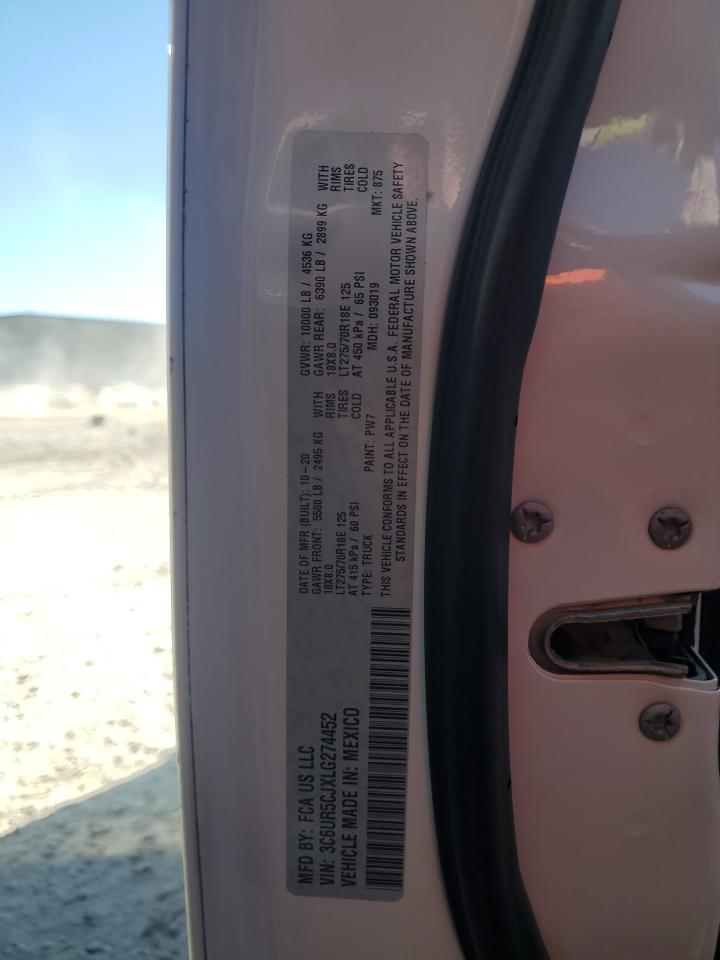 MFD BY: FCA US LLC
VIN: 3C6UR5CJXLG274452
VEHICLE MADE IN: MEXICO
DATE OF MFR (BUILT): 10-20 GVWR: 10000 LB / 4536 KG
GAWR FRONT: 5500 LB / 2495 KG WITH GAWR REAR: 6390 LB / 2899 KG WITH
18X8.0 RIMS 18X8.0 RIMS
LT275/70R18E 125 TIRES LT275/70R18E 125 TIRES
AT 415 kPa / 60 PSI COLD AT 450 kPa / 65 PSI COLD
TYPE: TRUCK PAINT: PW7 MDH: 093019 MKT: 875
THIS VEHICLE CONFORMS TO ALL APPLICABLE U.S.A. FEDERAL MOTOR VEHICLE SAFETY
STANDARDS IN EFFECT ON THE DATE OF MANUFACTURE SHOWN ABOVE.